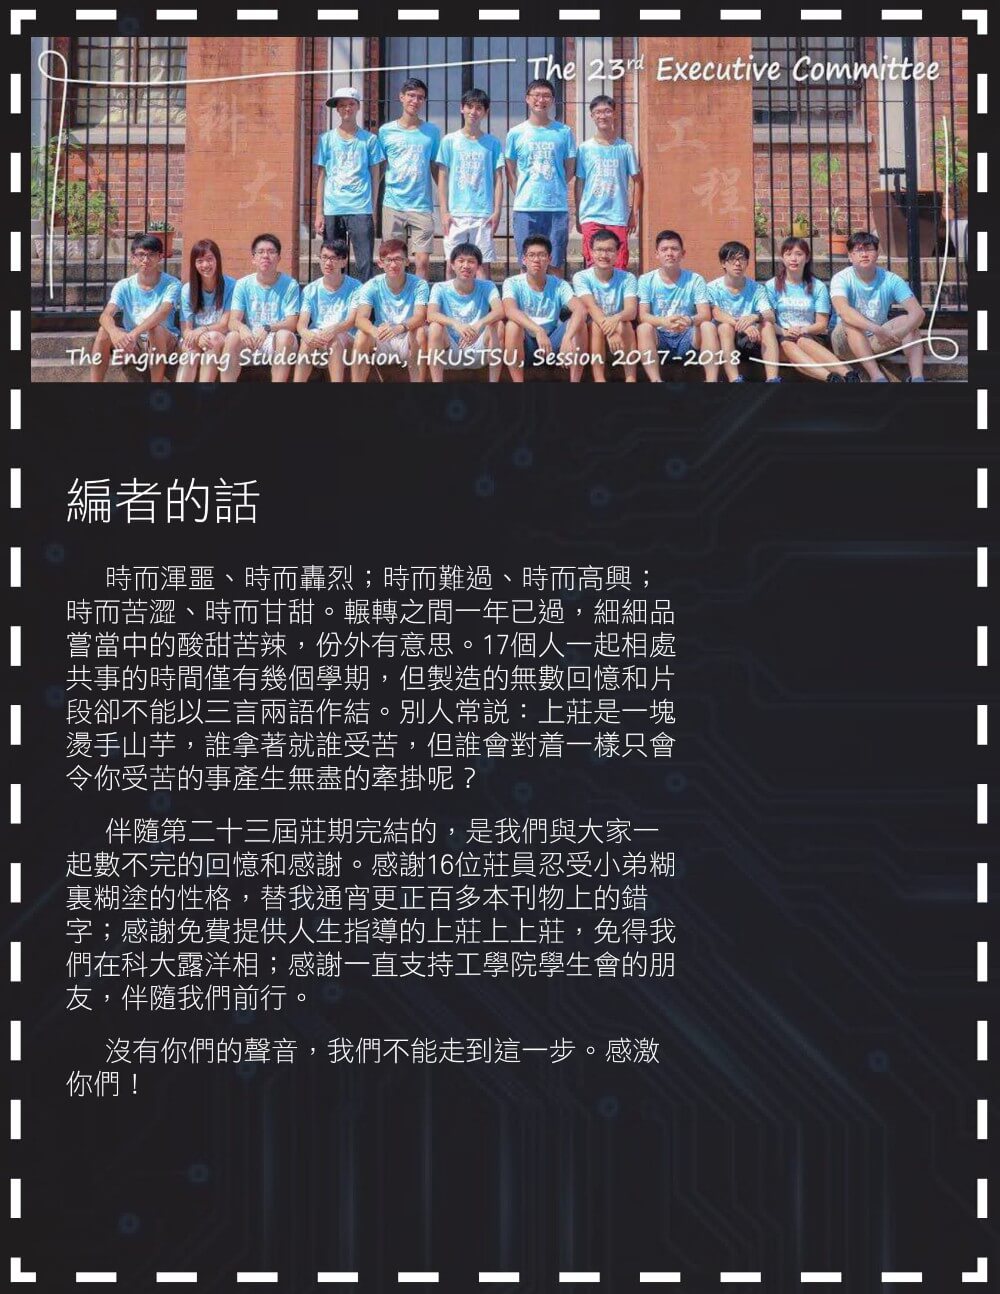 The 23rd Executive Committee
科 工
大 程
The Engineering Students' Union, HKUSTSU, Session 2017-2018
編者的話
時而渾噩、時而轟烈；時而難過、時而高興；
時而苦澀、時而甘甜。輾轉之間一年已過，細細品
嘗當中的酸甜苦辣，份外有意思。17個人一起相處
共事的時間僅有幾個學期，但製造的無數回憶和片
段卻不能以三言兩語作結。別人常説：上莊是一塊
燙手山芋，誰拿著就誰受苦，但誰會對着一樣只會
令你受苦的事產生無盡的牽掛呢？
伴隨第二十三屆莊期完結的，是我們與大家一
起數不完的回憶和感謝。感謝16位莊員忍受小弟糊
裏糊塗的性格，替我通宵更正百多本刊物上的錯
字；感謝免費提供人生指導的上莊上上莊，免得我
們在科大露洋相；感謝一直支持工學院學生會的朋
友，伴隨我們前行。
沒有你們的聲音，我們不能走到這一步。感激
你們！